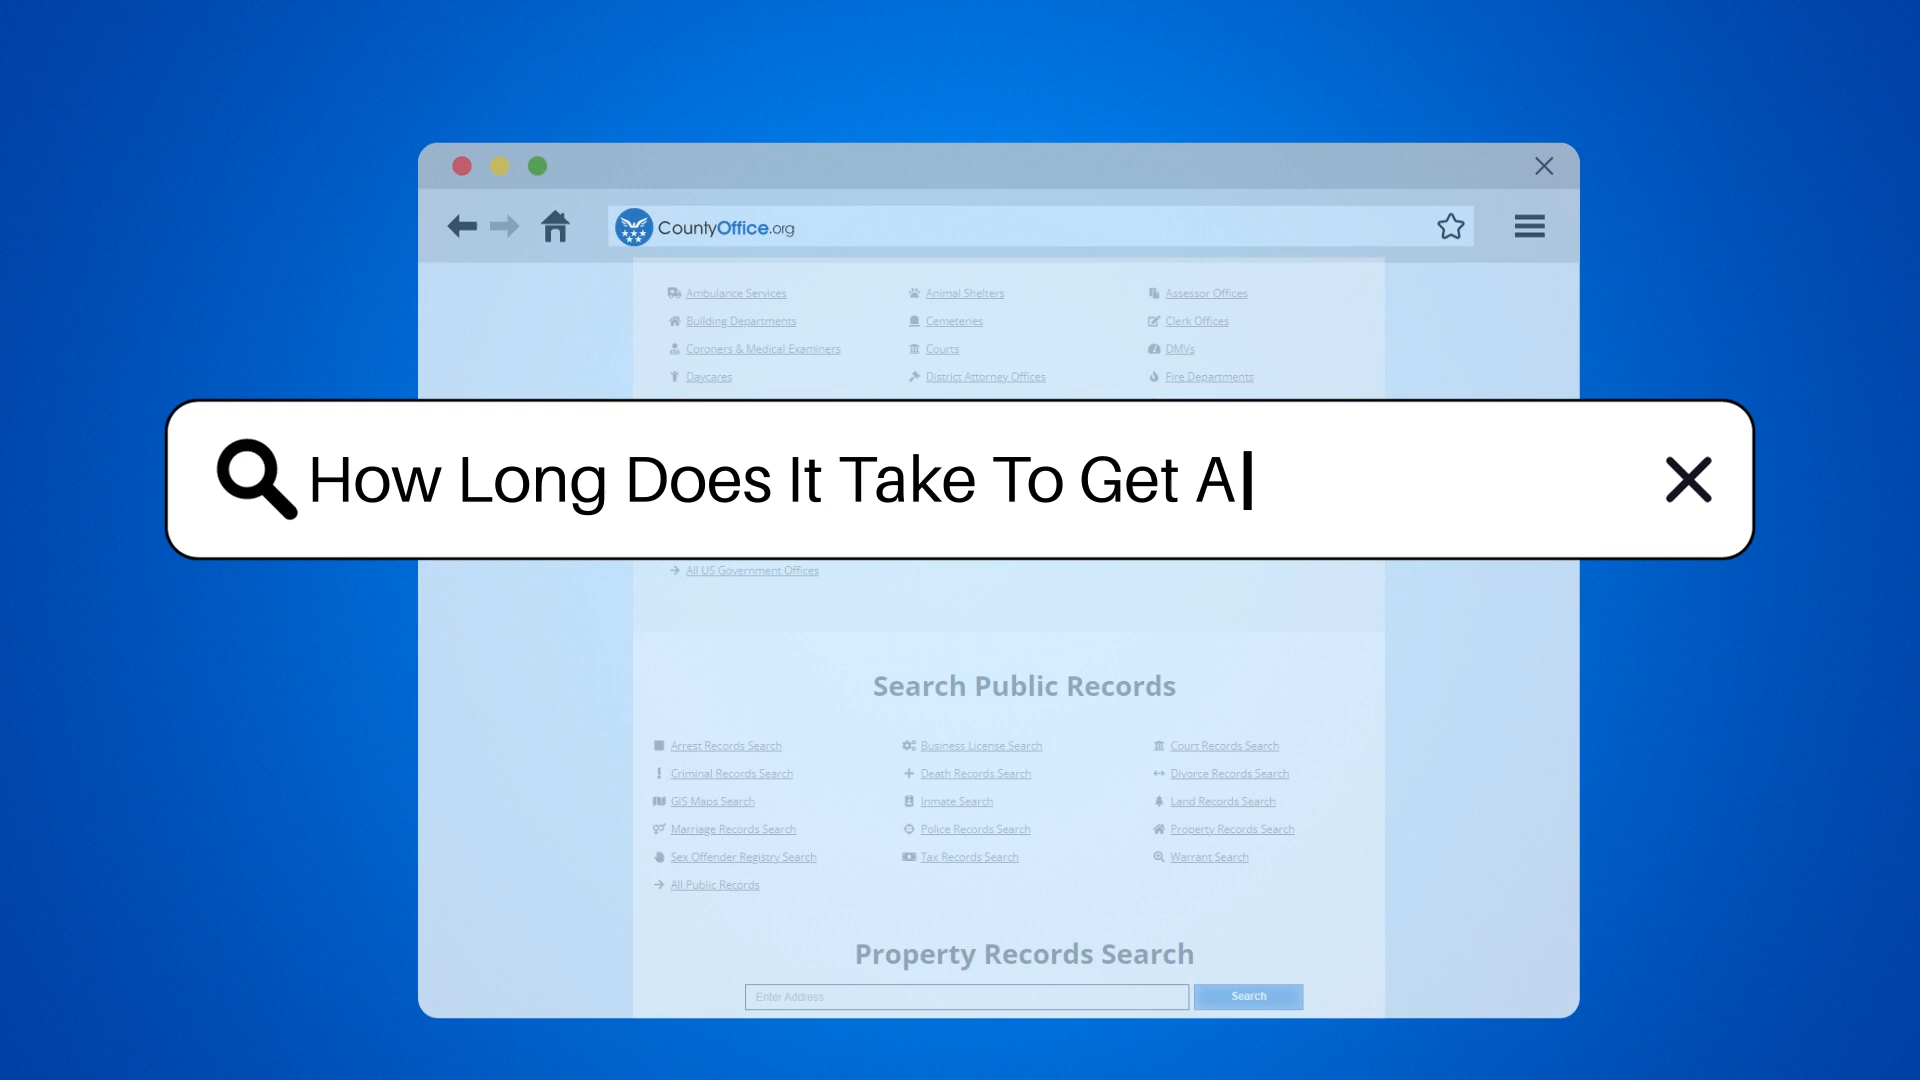 CountyOffice.org
Ambulance Services Animal Shelters Assessor Offices
Building Departments Cemeteries Clerk Offices
Coroners & Medical Examiners Courts DMVs
Daycares District Attorney Offices Fire Departments
How Long Does It Take To Get A
All US Government Offices
Search Public Records
Arrest Records Search Business License Search Court Records Search
Criminal Records Search Death Records Search Divorce Records Search
GIS Maps Search Inmate Search Land Records Search
Marriage Records Search Police Records Search Property Records Search
Sex Offender Registry Search Tax Records Search Warrant Search
All Public Records
Property Records Search
Enter Address Search